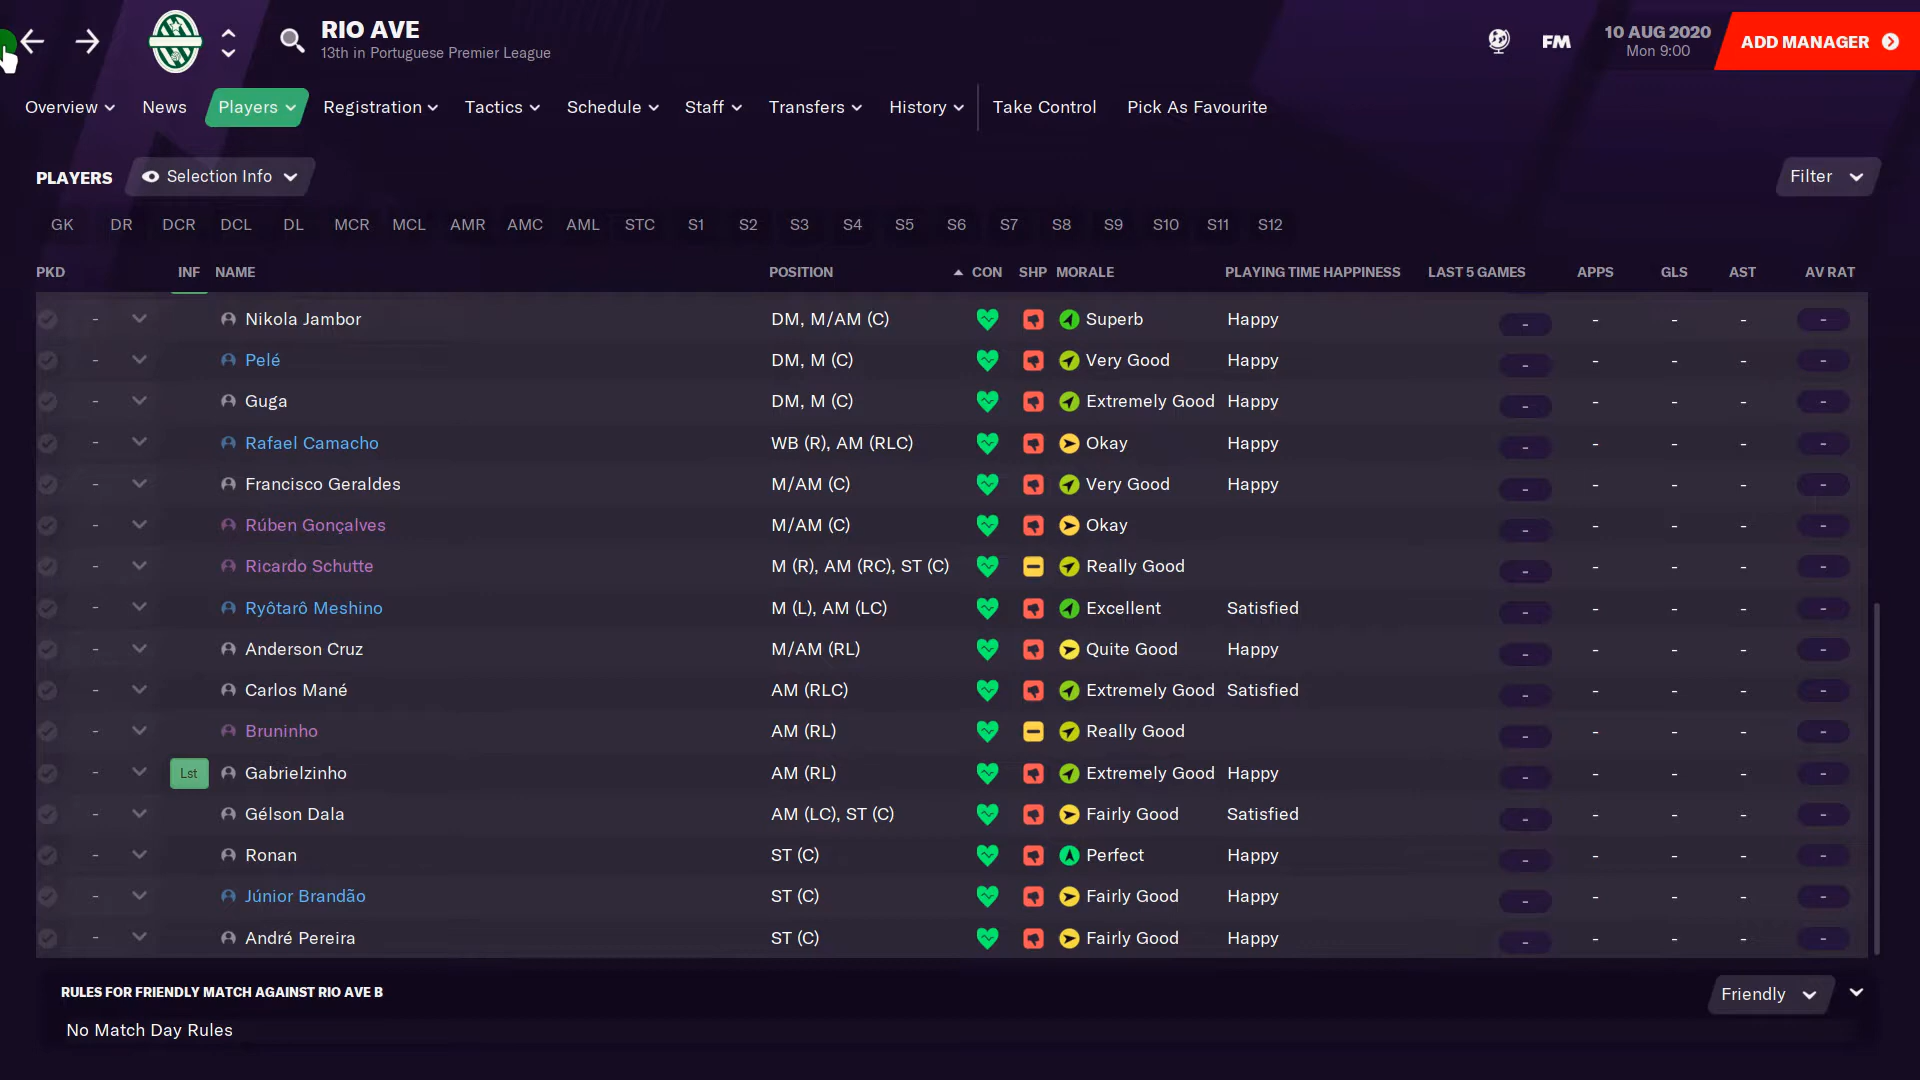 RIO AVE
13th in Portuguese Premier League
FM
10 AUG 2020
Mon 9:00
ADD MANAGER
Overview News Players Registration Tactics Schedule Staff Transfers History Take Control Pick As Favourite
PLAYERS Selection Info Filter
GK DR DCR DCL DL MCR MCL AMR AMC AML STC S1 S2 S3 S4 S5 S6 S7 S8 S9 S10 S11 S12
PKD INF NAME POSITION CON SHP MORALE PLAYING TIME HAPPINESS LAST 5 GAMES APPS GLS AST AV RAT
- Nikola Jambor DM, M/AM (C) Superb Happy - - - - -
- Pelé DM, M (C) Very Good Happy - - - - -
- Guga DM, M (C) Extremely Good Happy - - - - -
- Rafael Camacho WB (R), AM (RLC) Okay Happy - - - - -
- Francisco Geraldes M/AM (C) Very Good Happy - - - - -
- Rúben Gonçalves M/AM (C) Okay - - - - -
- Ricardo Schutte M (R), AM (RC), ST (C) Really Good - - - - -
- Ryôtarô Meshino M (L), AM (LC) Excellent Satisfied - - - - -
- Anderson Cruz M/AM (RL) Quite Good Happy - - - - -
- Carlos Mané AM (RLC) Extremely Good Satisfied - - - - -
- Bruninho AM (RL) Really Good - - - - -
- Lst Gabrielzinho AM (RL) Extremely Good Happy - - - - -
- Gélson Dala AM (LC), ST (C) Fairly Good Satisfied - - - - -
- Ronan ST (C) Perfect Happy - - - - -
- Júnior Brandão ST (C) Fairly Good Happy - - - - -
- André Pereira ST (C) Fairly Good Happy - - - - -
RULES FOR FRIENDLY MATCH AGAINST RIO AVE B
Friendly
No Match Day Rules